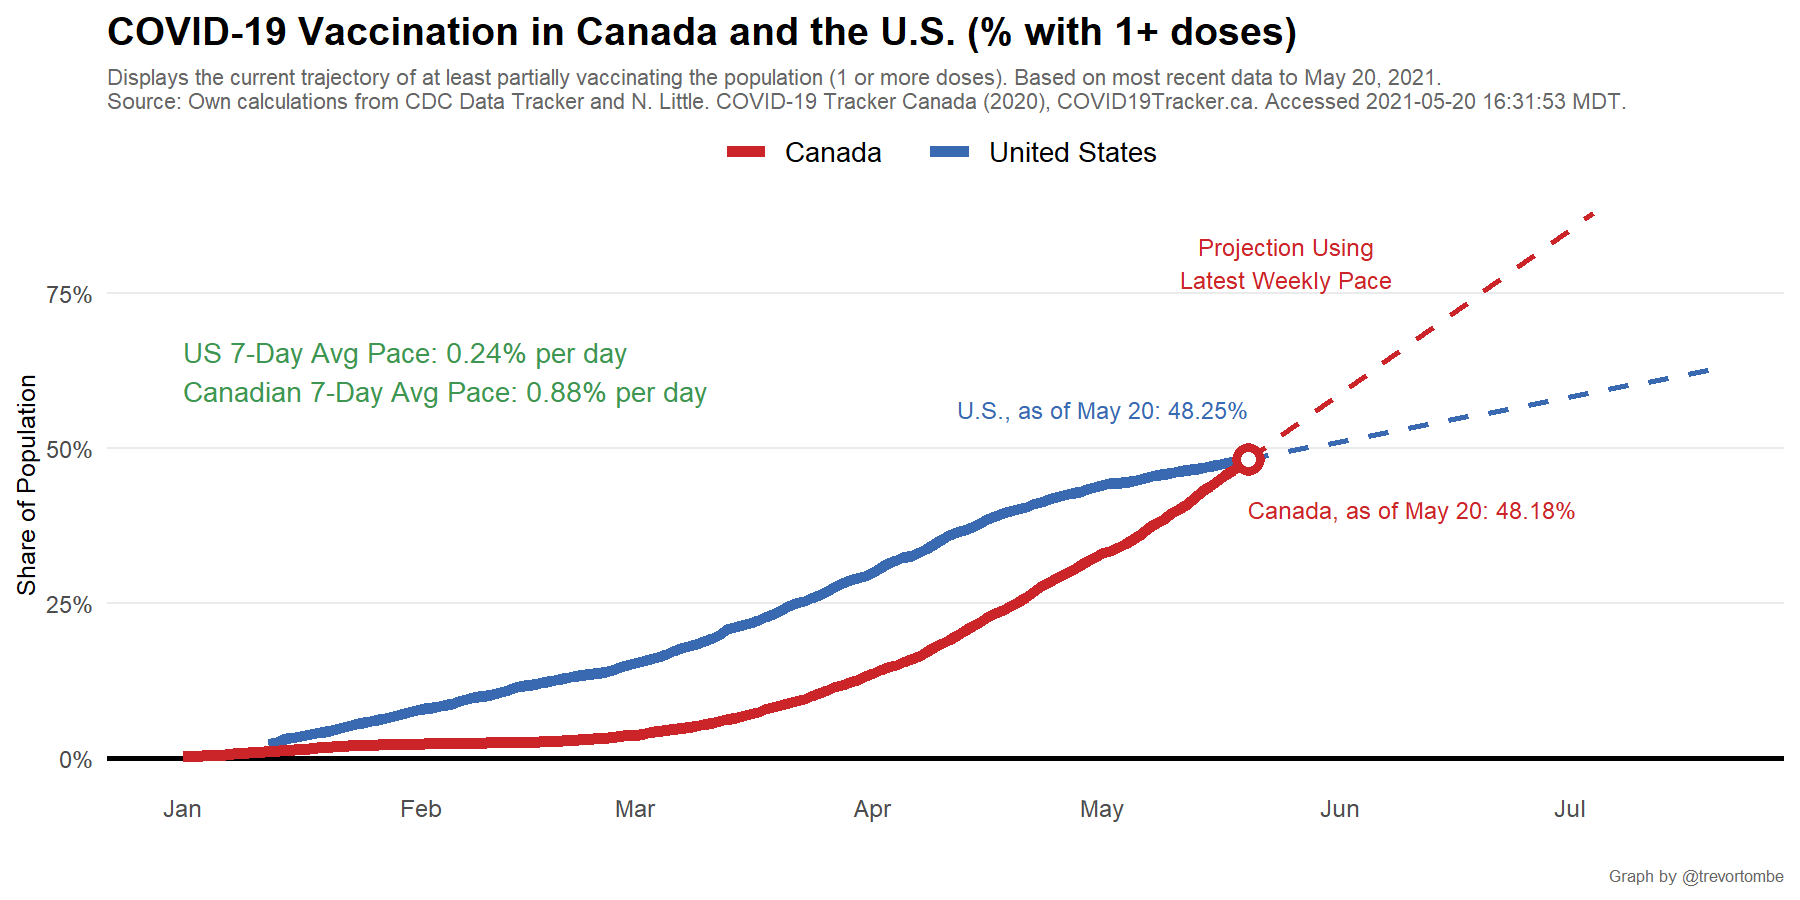 COVID-19 Vaccination in Canada and the U.S. (% with 1+ doses)
Displays the current trajectory of at least partially vaccinating the population (1 or more doses). Based on most recent data to May 20, 2021.
Source: Own calculations from CDC Data Tracker and N. Little. COVID-19 Tracker Canada (2020), COVID19Tracker.ca. Accessed 2021-05-20 16:31:53 MDT.
Canada
United States
Projection Using
Latest Weekly Pace
75%
US 7-Day Avg Pace: 0.24% per day
Canadian 7-Day Avg Pace: 0.88% per day
U.S., as of May 20: 48.25%
50%
Canada, as of May 20: 48.18%
Share of Population
25%
0%
Jan
Feb
Mar
Apr
May
Jun
Jul
Graph by @trevortombe